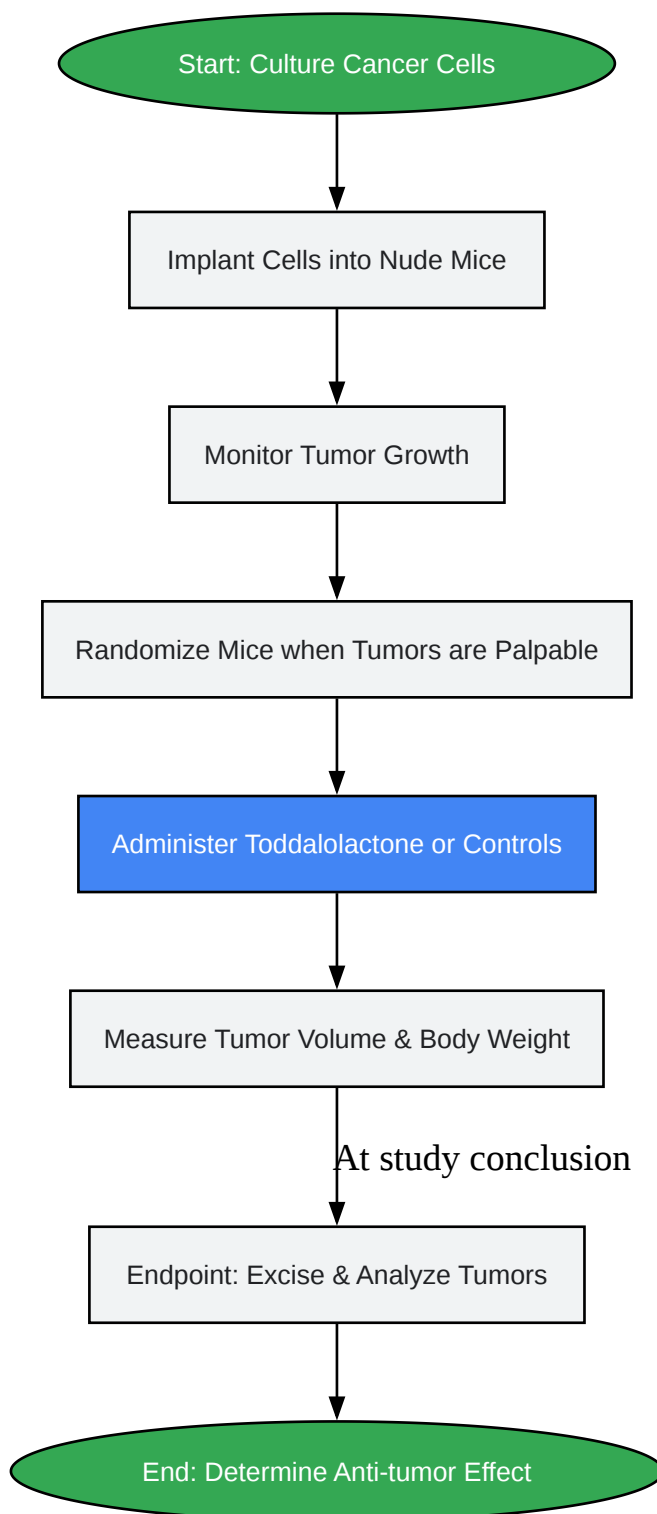 Start: Culture Cancer Cells
Implant Cells into Nude Mice
Monitor Tumor Growth
Randomize Mice when Tumors are Palpable
Administer Toddalolactone or Controls
Measure Tumor Volume & Body Weight
At study conclusion
Endpoint: Excise & Analyze Tumors
End: Determine Anti-tumor Effect